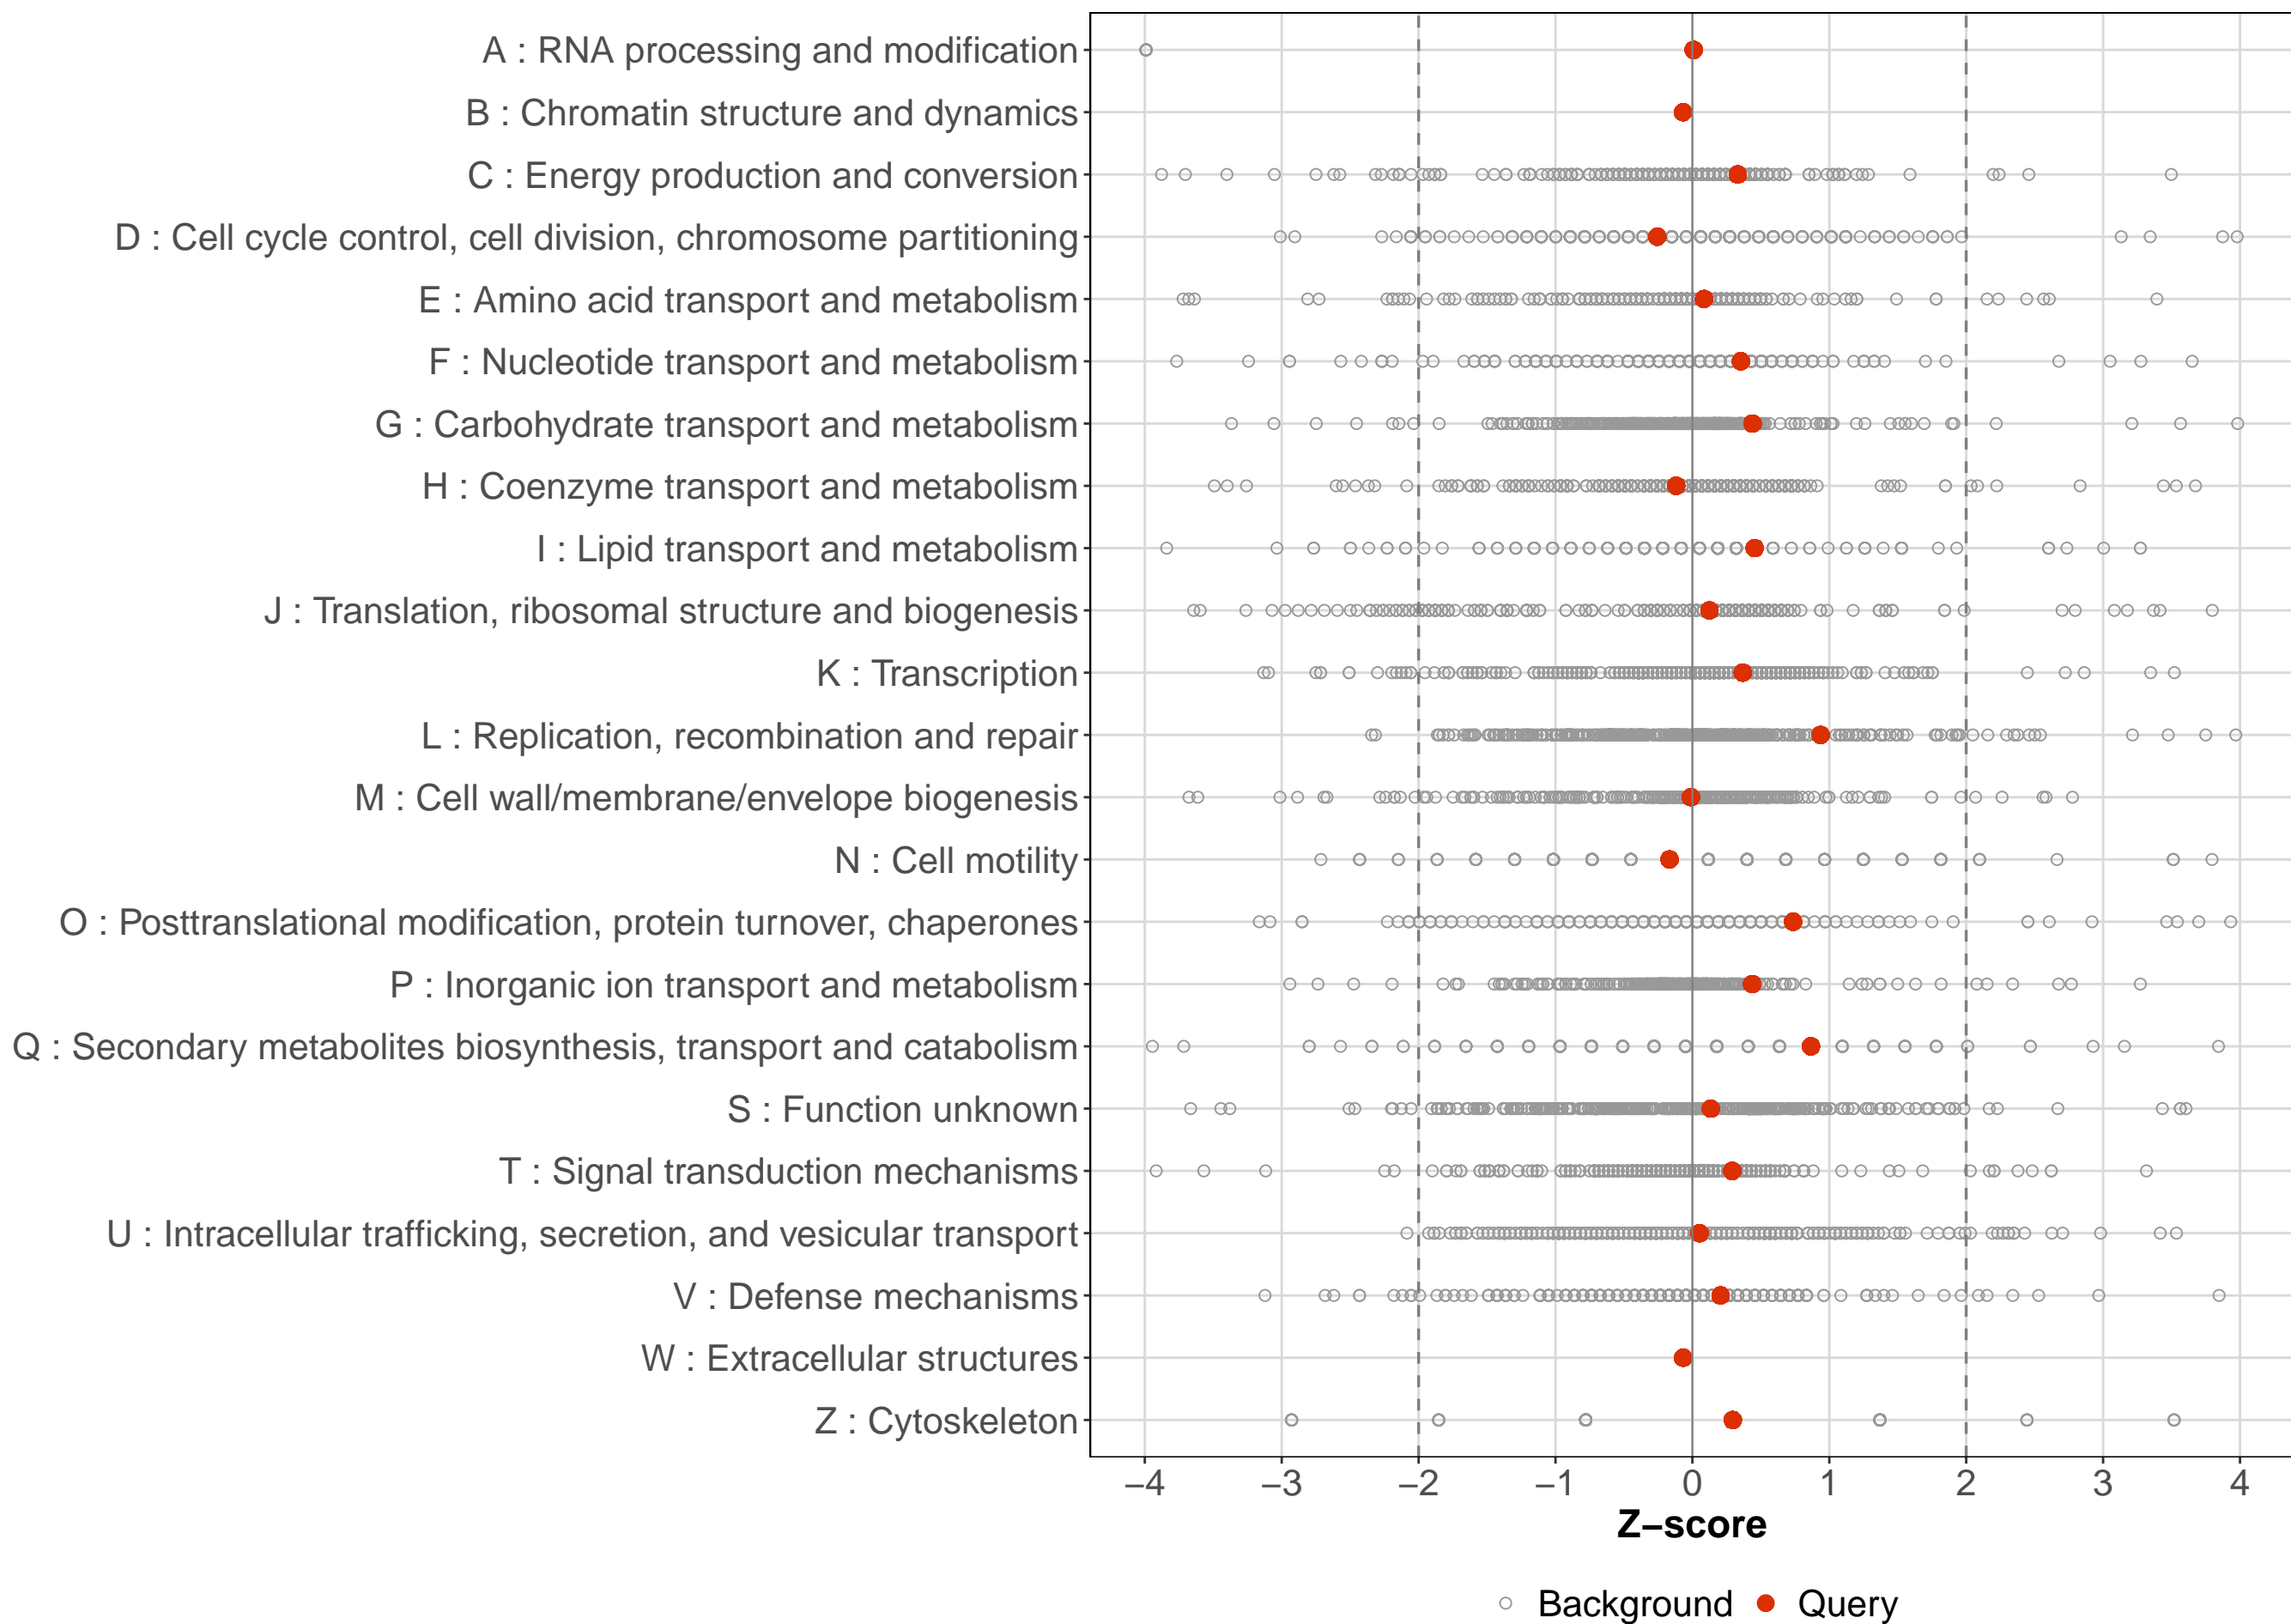 A : RNA processing and modification
B : Chromatin structure and dynamics
C : Energy production and conversion
D : Cell cycle control, cell division, chromosome partitioning
E : Amino acid transport and metabolism
F : Nucleotide transport and metabolism
G : Carbohydrate transport and metabolism
H : Coenzyme transport and metabolism
I : Lipid transport and metabolism
J : Translation, ribosomal structure and biogenesis
K : Transcription
L : Replication, recombination and repair
M : Cell wall/membrane/envelope biogenesis
N : Cell motility
O : Posttranslational modification, protein turnover, chaperones
P : Inorganic ion transport and metabolism
Q : Secondary metabolites biosynthesis, transport and catabolism
S : Function unknown
T : Signal transduction mechanisms
U : Intracellular trafficking, secretion, and vesicular transport
V : Defense mechanisms
W : Extracellular structures
Z : Cytoskeleton
−4 −3 −2 −1 0 1 2 3 4
Z−score
Background Query